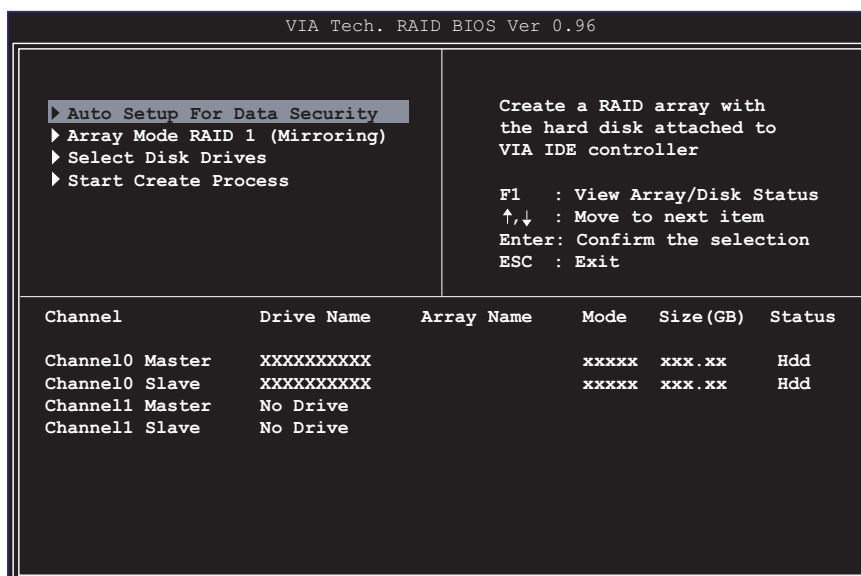 VIA Tech. RAID BIOS Ver 0.96
Auto Setup For Data Security
Array Mode RAID 1 (Mirroring)
Select Disk Drives
Start Create Process
Create a RAID array with
the hard disk attached to
VIA IDE controller
F1 : View Array/Disk Status
↑,↓ : Move to next item
Enter: Confirm the selection
ESC : Exit
Channel Drive Name Array Name Mode Size(GB) Status
Channel0 Master XXXXXXXXXX xxxxx xxx.xx Hdd
Channel0 Slave XXXXXXXXXX xxxxx xxx.xx Hdd
Channel1 Master No Drive
Channel1 Slave No Drive